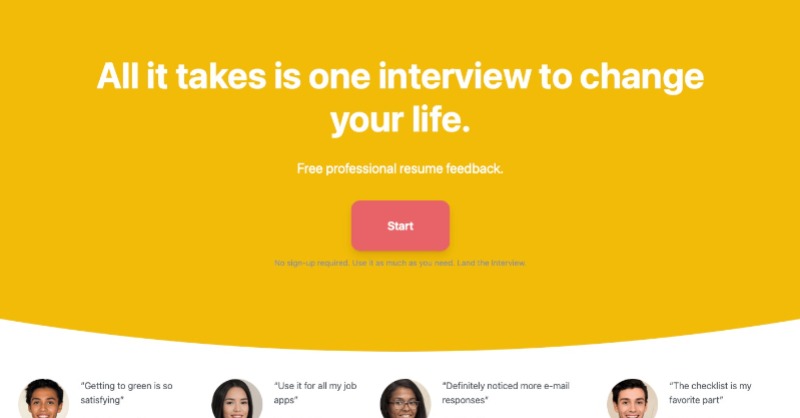 All it takes is one interview to change
your life.
Free professional resume feedback.
Start
No sign-up required. Use it as much as you need. Land the Interview.
“Getting to green is so
satisfying”
“Use it for all my job
apps”
“Definitely noticed more e-mail
responses”
“The checklist is my
favorite part”